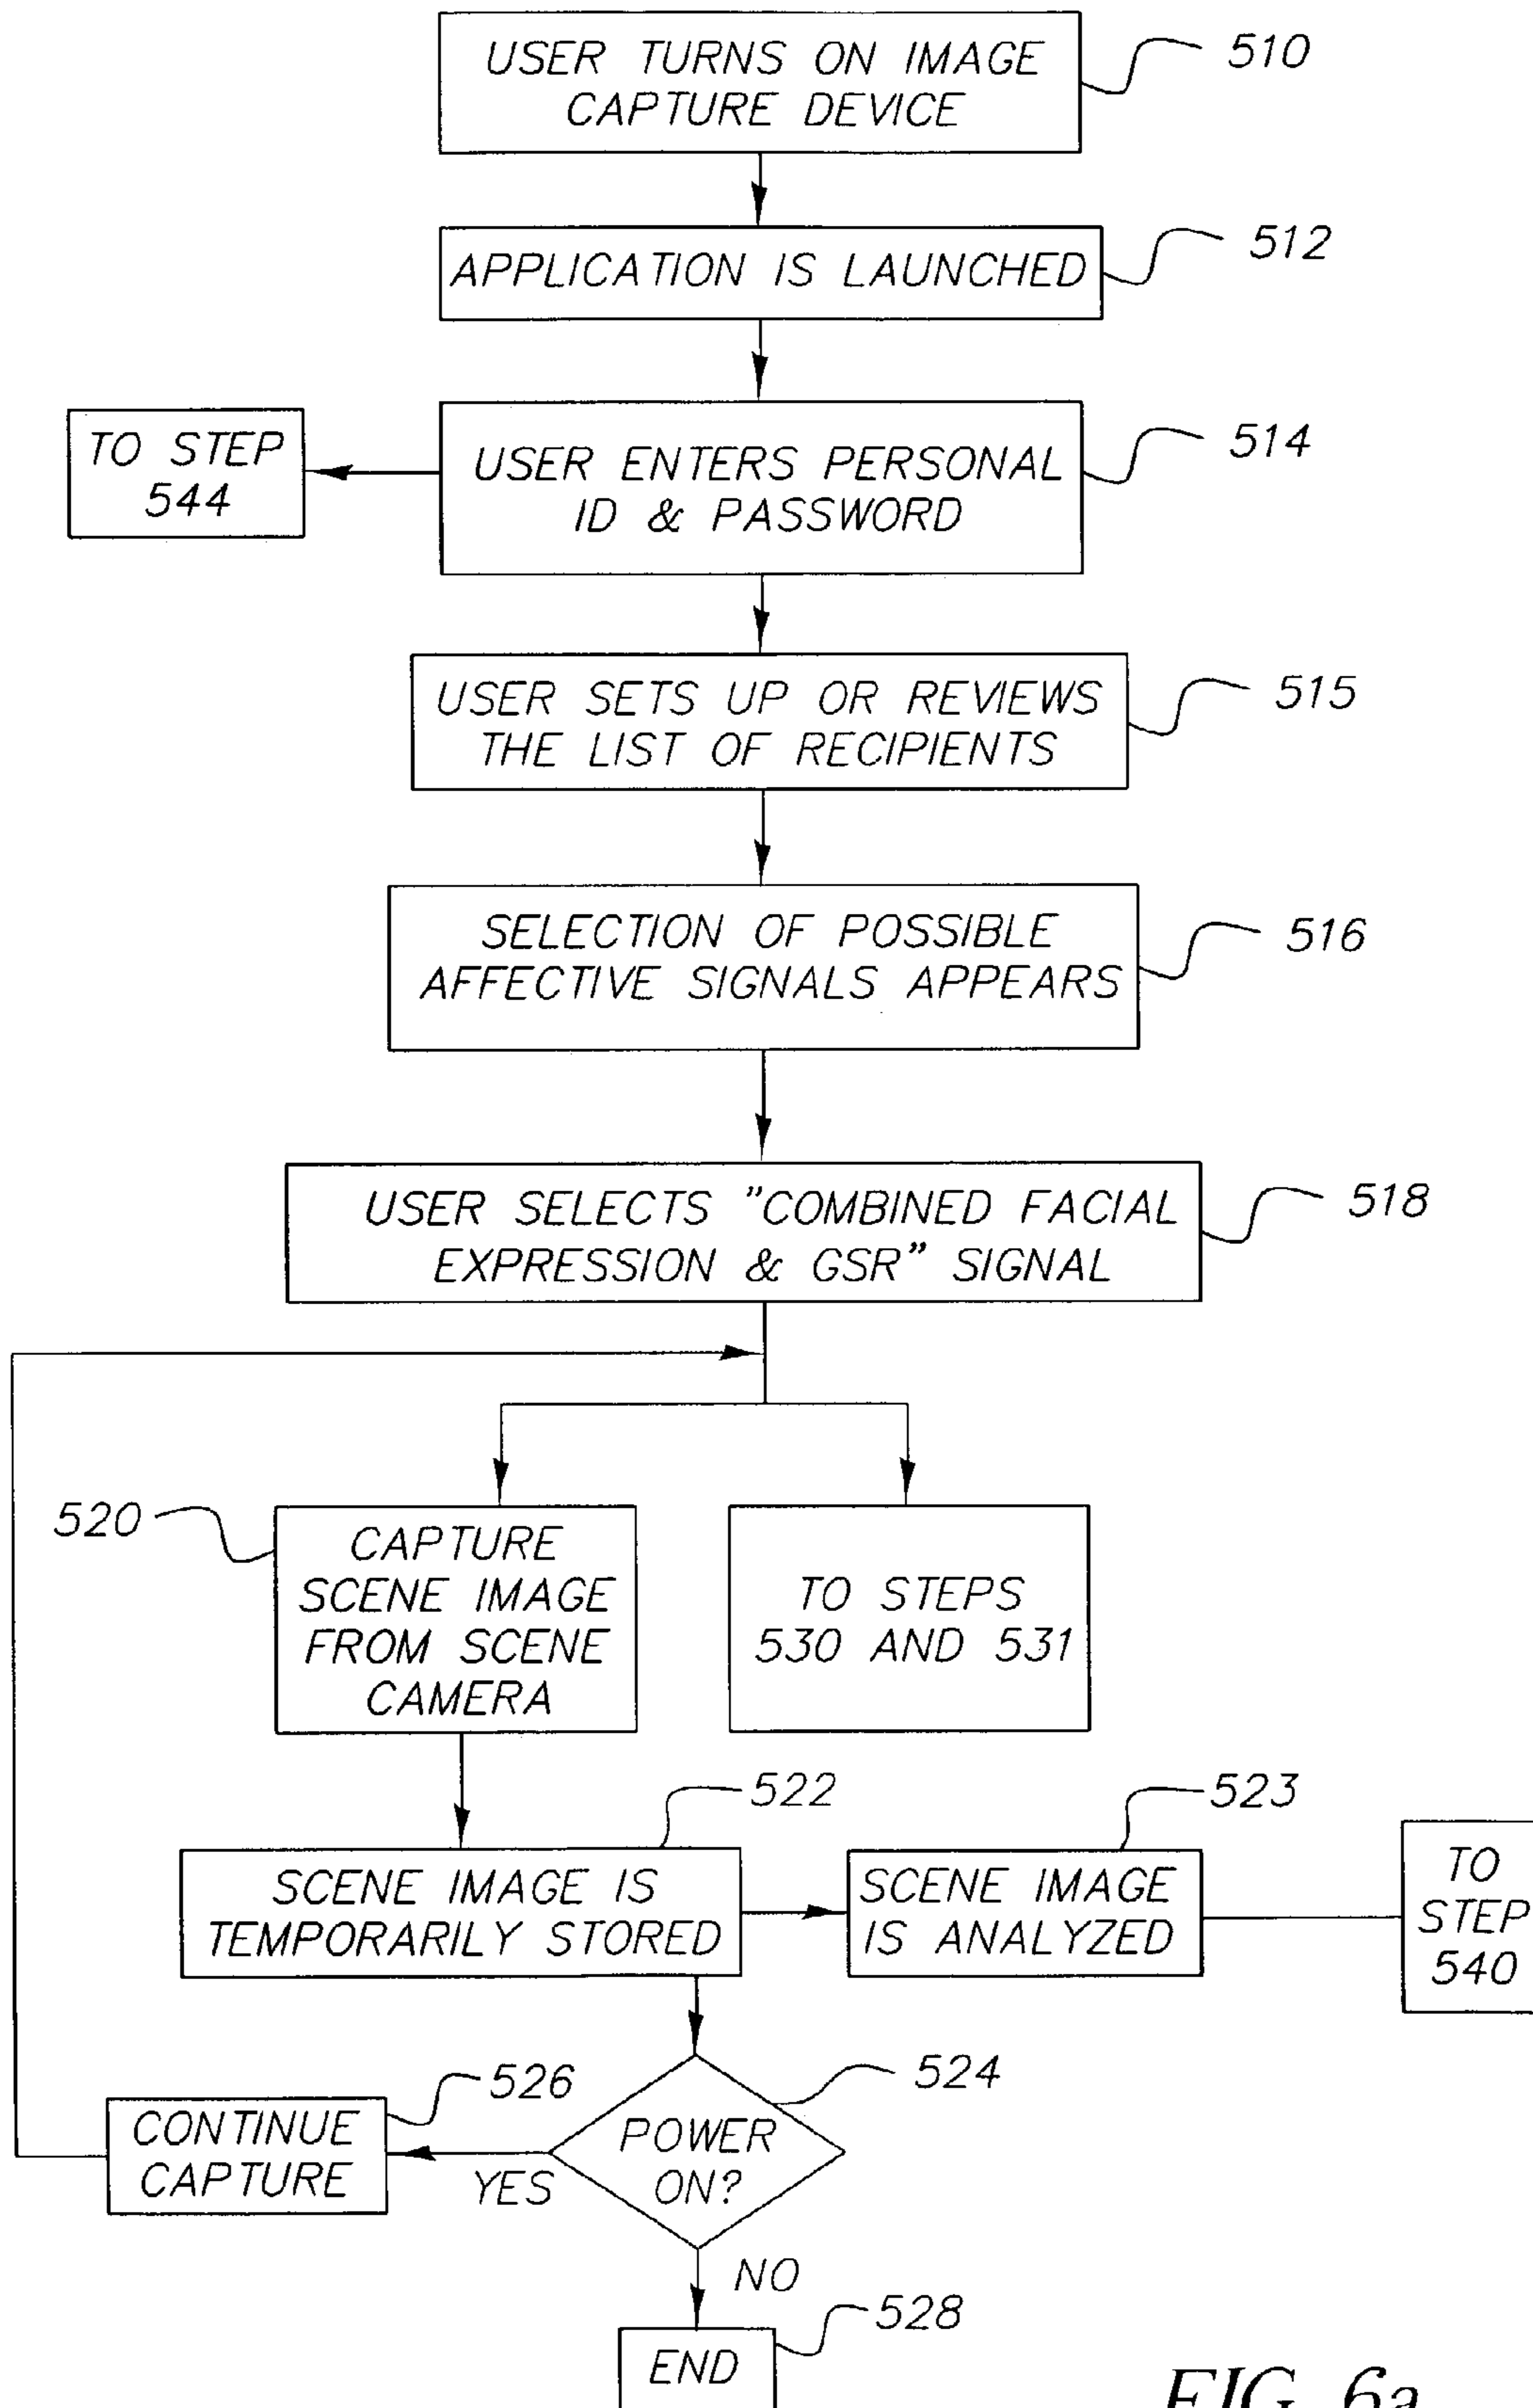 USER TURNS ON IMAGE
CAPTURE DEVICE
510
APPLICATION IS LAUNCHED
512
TO STEP
544
USER ENTERS PERSONAL
ID & PASSWORD
514
USER SETS UP OR REVIEWS
THE LIST OF RECIPIENTS
515
SELECTION OF POSSIBLE
AFFECTIVE SIGNALS APPEARS
516
USER SELECTS "COMBINED FACIAL
EXPRESSION & GSR" SIGNAL
518
520
CAPTURE
SCENE IMAGE
FROM SCENE
CAMERA
TO STEPS
530 AND 531
522
SCENE IMAGE IS
TEMPORARILY STORED
523
SCENE IMAGE
IS ANALYZED
TO
STEP
540
526
CONTINUE
CAPTURE
YES
524
POWER
ON?
NO
528
END
FIG. 6a